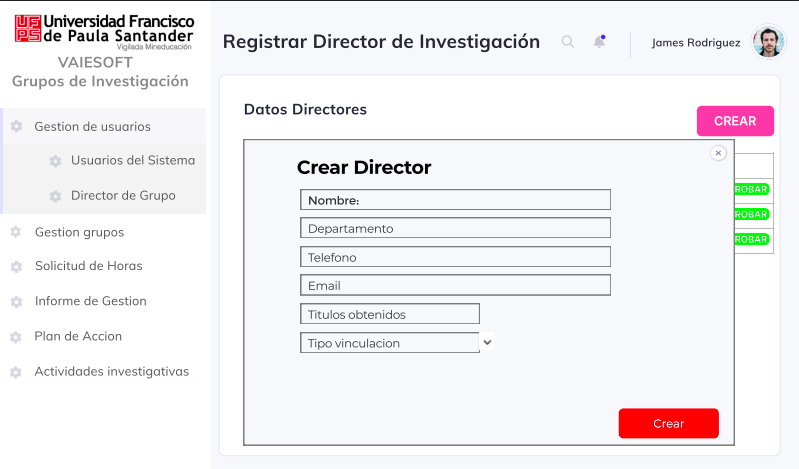 UFPS Universidad Francisco
de Paula Santander
Vigilada Mineducación
VAIESOFT
Grupos de Investigación
Gestion de usuarios
Usuarios del Sistema
Director de Grupo
Gestion grupos
Solicitud de Horas
Informe de Gestion
Plan de Accion
Actividades investigativas
Registrar Director de Investigación
James Rodriguez
Datos Directores
CREAR
Crear Director
Nombre:
Departamento
Telefono
Email
Titulos obtenidos
Tipo vinculacion
Crear
ROBAR
ROBAR
ROBAR